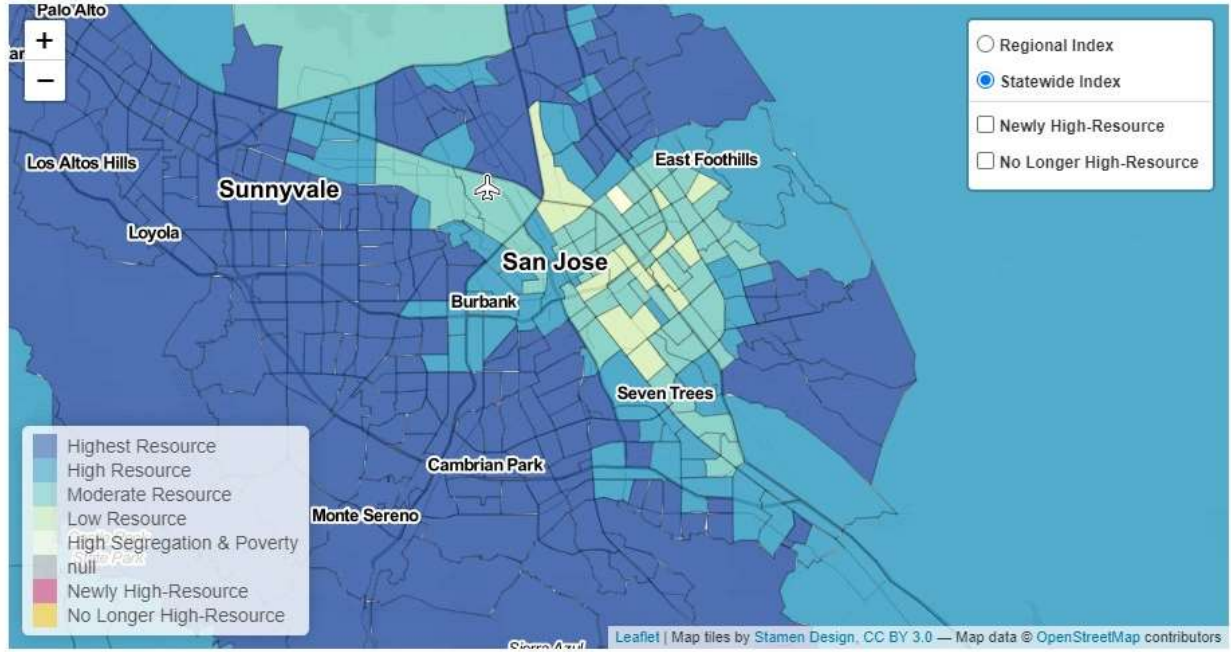 Palo Alto
+
−
Regional Index
Statewide Index
Newly High-Resource
No Longer High-Resource
East Foothills
Los Altos Hills
Sunnyvale
Loyola
San Jose
Burbank
Seven Trees
Highest Resource
High Resource
Moderate Resource
Low Resource
High Segregation & Poverty
null
Newly High-Resource
No Longer High-Resource
Cambrian Park
Monte Sereno
Sierra Azul
Leaflet | Map tiles by Stamen Design, CC BY 3.0 — Map data © OpenStreetMap contributors